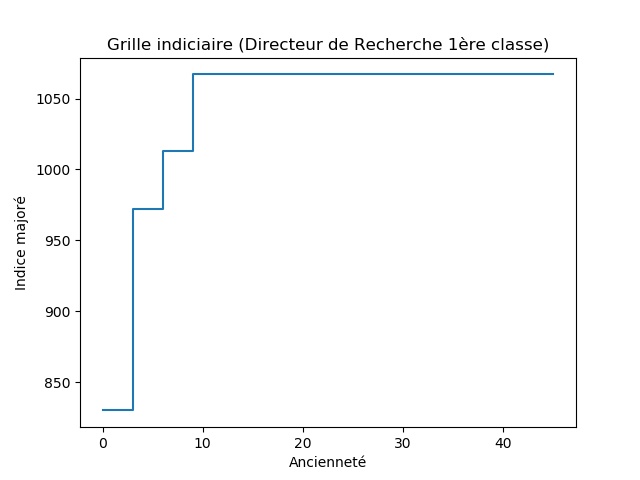 Grille indiciaire (Directeur de Recherche 1ère classe)
1050
1000
950
900
850
Indice majoré
0 10 20 30 40
Ancienneté